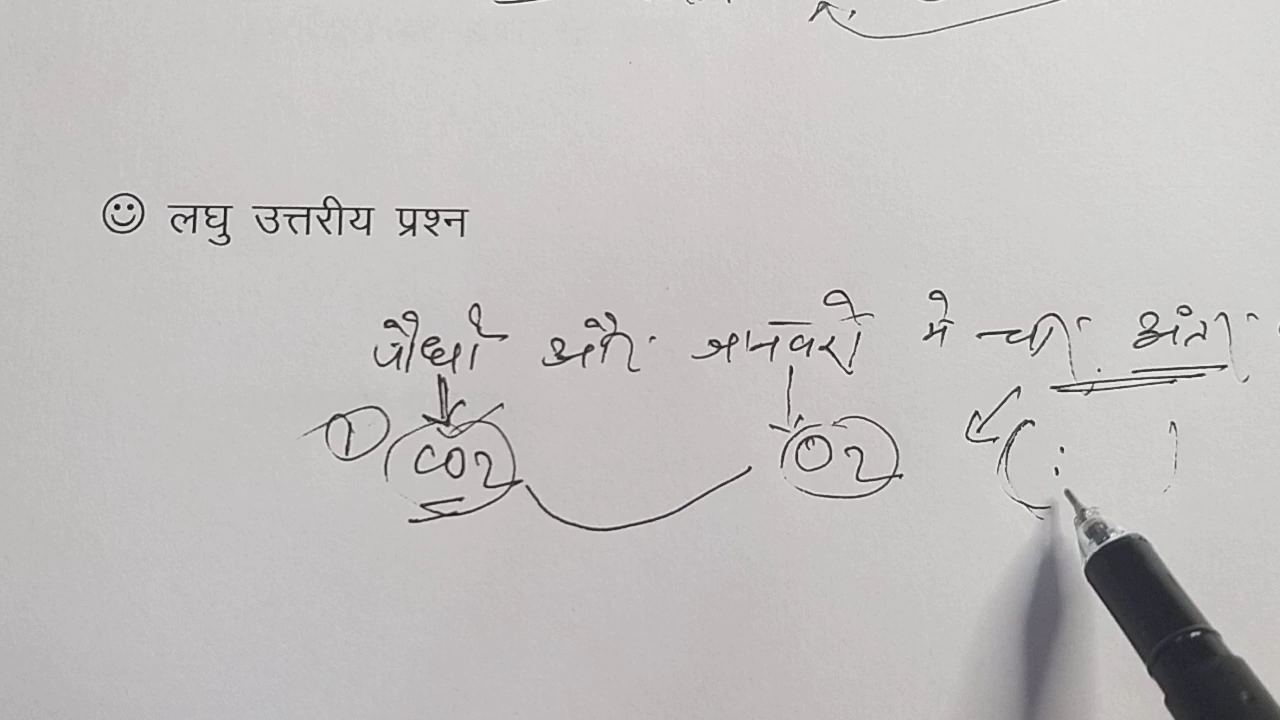 ☺ लघु उत्तरीय प्रश्न
पौधों और जानवरों में चार अंतर
① CO2 O2